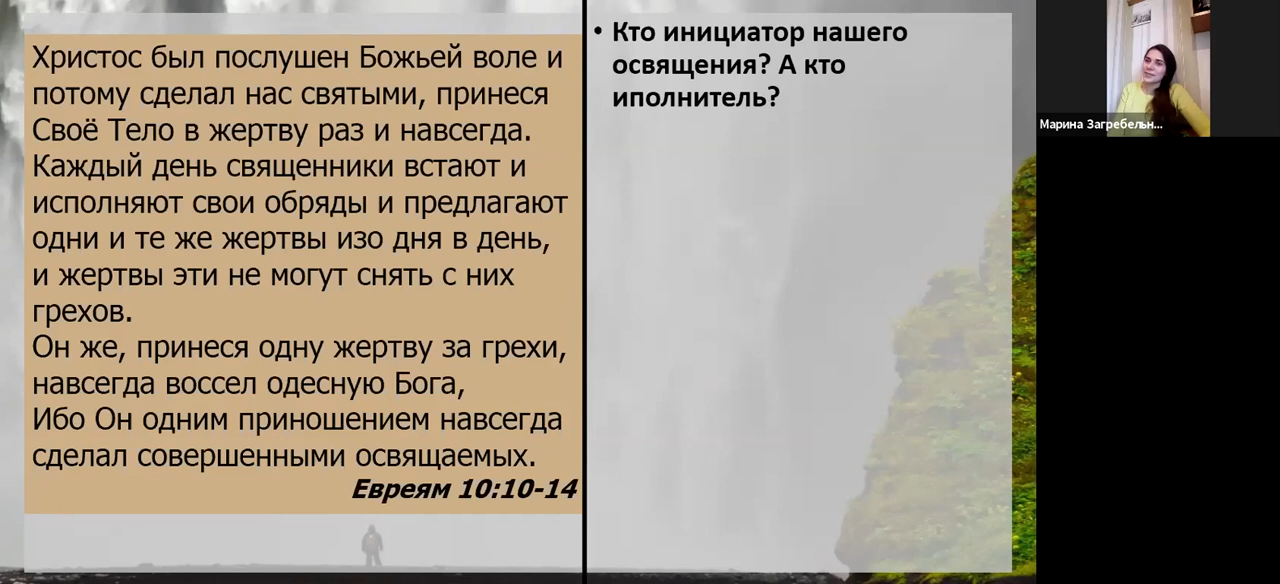 Христос был послушен Божьей воле и
потому сделал нас святыми, принеся
Своё Тело в жертву раз и навсегда.
Каждый день священники встают и
исполняют свои обряды и предлагают
одни и те же жертвы изо дня в день,
и жертвы эти не могут снять с них
грехов.
Он же, принеся одну жертву за грехи,
навсегда воссел одесную Бога,
Ибо Он одним приношением навсегда
сделал совершенными освящаемых.
Евреям 10:10-14
• Кто инициатор нашего
освящения? А кто
иполнитель?
Марина Загребельн...